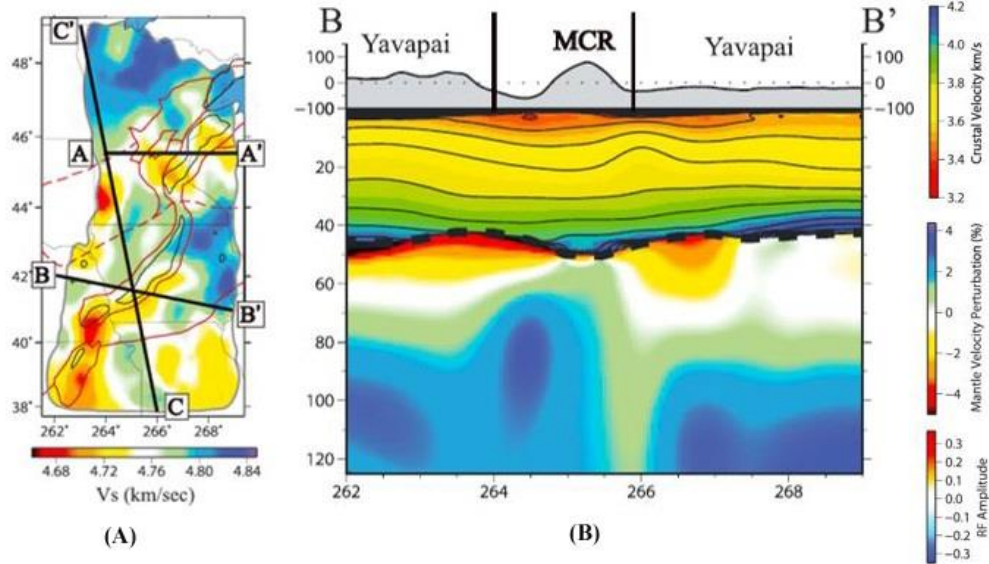 C'
48°
46°
A
A'
44°
42°
B
B'
40°
38°
C
262°
264°
266°
268°
4.68 4.72 4.76 4.80 4.84
Vs (km/sec)
(A)
B
B’
Yavapai
MCR
Yavapai
100
0
−100
100
0
−100
20
40
60
80
100
120
262
264
266
268
(B)
4.2
4.0
3.8
3.6
3.4
3.2
Crustal Velocity km/s
4
2
0
−2
−4
Mantle Velocity Perturbation (%)
0.3
0.2
0.1
0.0
−0.1
−0.2
−0.3
RF Amplitude